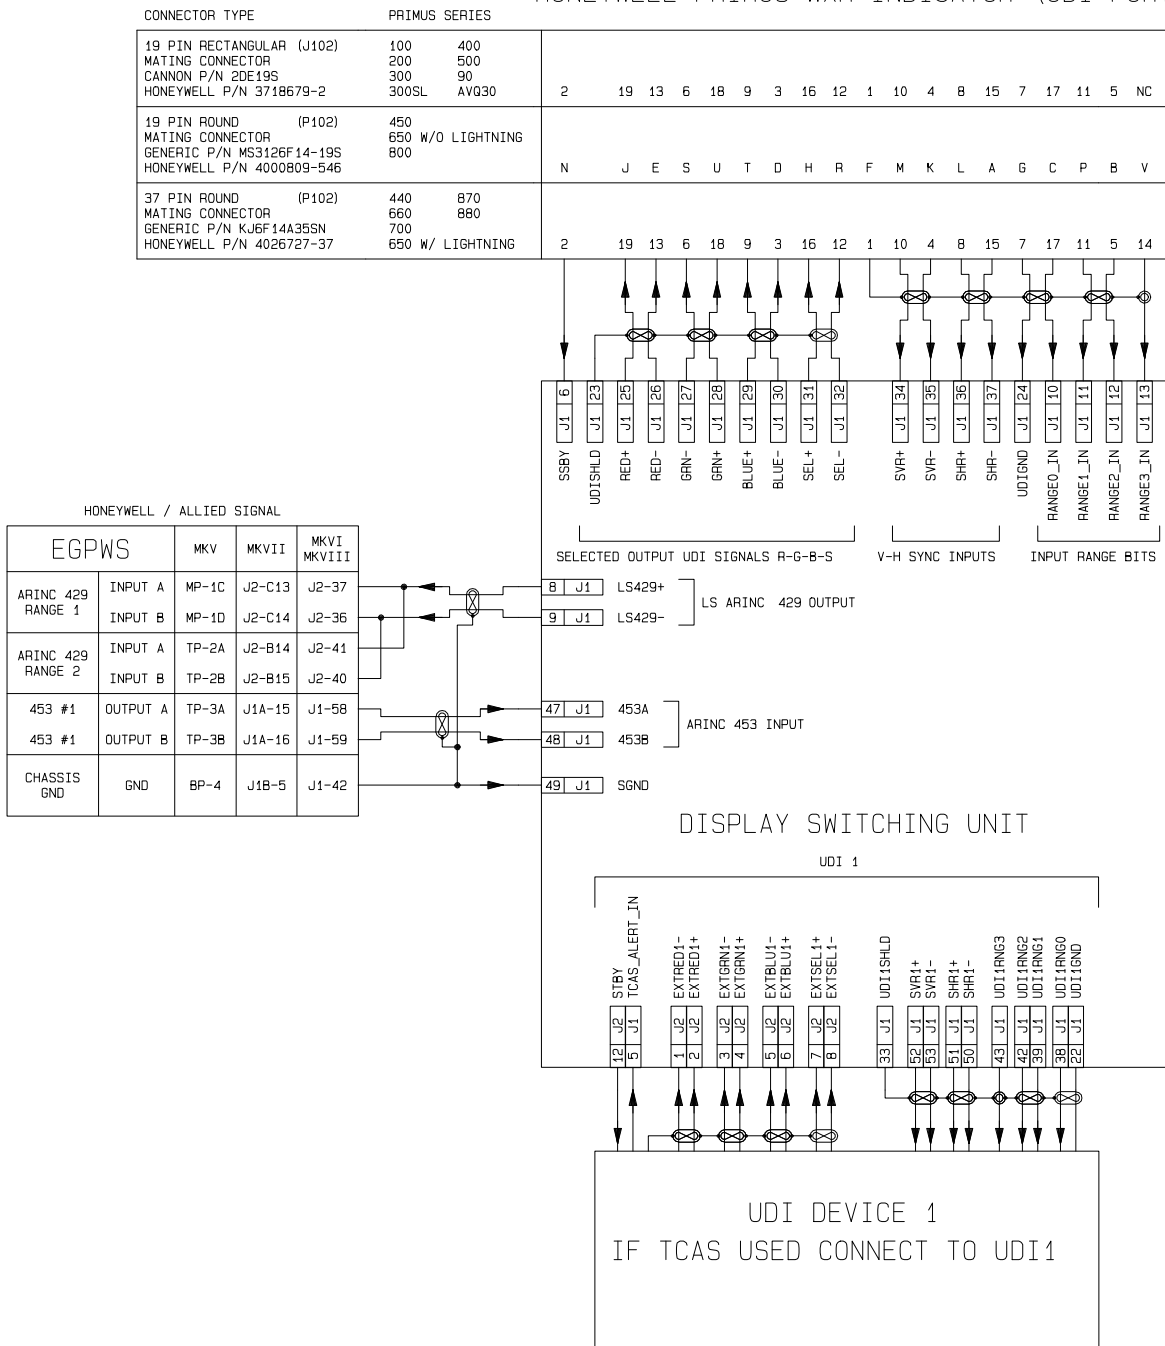 HONEYWELL PRIMUS WXR INDICATOR (UDI PORT
CONNECTOR TYPE PRIMUS SERIES
19 PIN RECTANGULAR (J102) 100 400
MATING CONNECTOR 200 500
CANNON P/N 2DE19S 300 90
HONEYWELL P/N 3718679-2 300SL AVQ30 2 19 13 6 18 9 3 16 12 1 10 4 8 15 7 17 11 5 NC
19 PIN ROUND (P102) 450
MATING CONNECTOR 650 W/O LIGHTNING
GENERIC P/N MS3126F14-19S 800
HONEYWELL P/N 4000809-546 N J E S U T D H R F M K L A G C P B V
37 PIN ROUND (P102) 440 870
MATING CONNECTOR 660 880
GENERIC P/N KJ6F14A35SN 700
HONEYWELL P/N 4026727-37 650 W/ LIGHTNING 2 19 13 6 18 9 3 16 12 1 10 4 8 15 7 17 11 5 14
J1 6 SSBY
J1 23 UDISHLD
J1 25 RED+
J1 26 RED-
J1 27 GRN-
J1 28 GRN+
J1 29 BLUE+
J1 30 BLUE-
J1 31 SEL+
J1 32 SEL-
J1 34 SVR+
J1 35 SVR-
J1 36 SHR+
J1 37 SHR-
J1 24 UDIGND
J1 10 RANGE0_IN
J1 11 RANGE1_IN
J1 12 RANGE2_IN
J1 13 RANGE3_IN
SELECTED OUTPUT UDI SIGNALS R-G-B-S V-H SYNC INPUTS INPUT RANGE BITS
HONEYWELL / ALLIED SIGNAL
EGPWS MKV MKVII MKVI
MKVIII
ARINC 429
RANGE 1
INPUT A MP-1C J2-C13 J2-37
INPUT B MP-1D J2-C14 J2-36
ARINC 429
RANGE 2
INPUT A TP-2A J2-B14 J2-41
INPUT B TP-2B J2-B15 J2-40
453 #1 OUTPUT A TP-3A J1A-15 J1-58
453 #1 OUTPUT B TP-3B J1A-16 J1-59
CHASSIS
GND
GND BP-4 J1B-5 J1-42
8 J1 LS429+
9 J1 LS429-
LS ARINC 429 OUTPUT
47 J1 453A
48 J1 453B
ARINC 453 INPUT
49 J1 SGND
DISPLAY SWITCHING UNIT
UDI 1
12 J2 STBY
5 J1 TCAS_ALERT_IN
1 J2 EXTRED1-
2 J2 EXTRED1+
3 J2 EXTGRN1-
4 J2 EXTGRN1+
5 J2 EXTBLU1-
6 J2 EXTBLU1+
7 J2 EXTSEL1+
8 J2 EXTSEL1-
33 J1 UDI1SHLD
52 J1 SVR1+
53 J1 SVR1-
51 J1 SHR1+
50 J1 SHR1-
43 J1 UDI1RNG3
42 J1 UDI1RNG2
39 J1 UDI1RNG1
38 J1 UDI1RNG0
22 J1 UDI1GND
UDI DEVICE 1
IF TCAS USED CONNECT TO UDI1